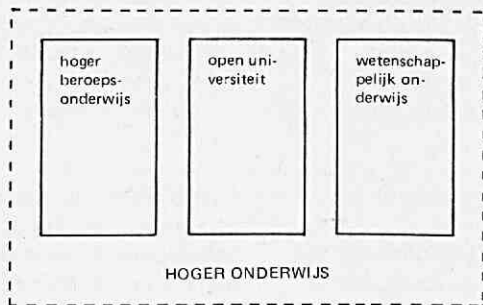 hoger
beroeps-
onderwijs
open uni-
versiteit
wetenschap-
pelijk on-
derwijs
HOGER ONDERWIJS